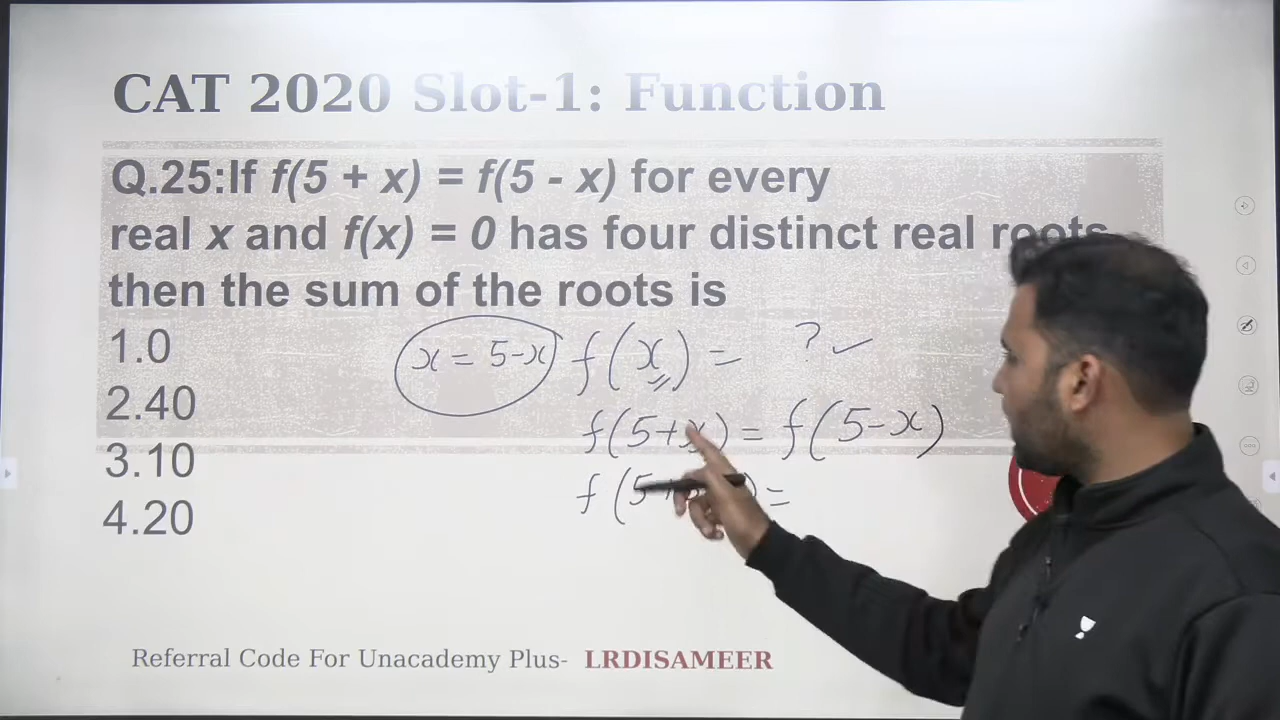 CAT 2020 Slot-1: Function
Q.25:If f(5 + x) = f(5 - x) for every
real x and f(x) = 0 has four distinct real roots
then the sum of the roots is
1.0
x = 5-x f(x) = ? ✓
2.40
f(5+x) = f(5-x)
3.10
f(5+ ) =
4.20
Referral Code For Unacademy Plus- LRDISAMEER